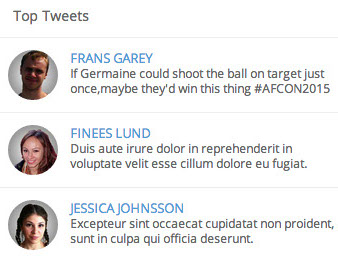 Top Tweets
FRANS GAREY
If Germaine could shoot the ball on target just
once,maybe they'd win this thing #AFCON2015
FINEES LUND
Duis aute irure dolor in reprehenderit in
voluptate velit esse cillum dolore eu fugiat.
JESSICA JOHNSSON
Excepteur sint occaecat cupidatat non proident,
sunt in culpa qui officia deserunt.